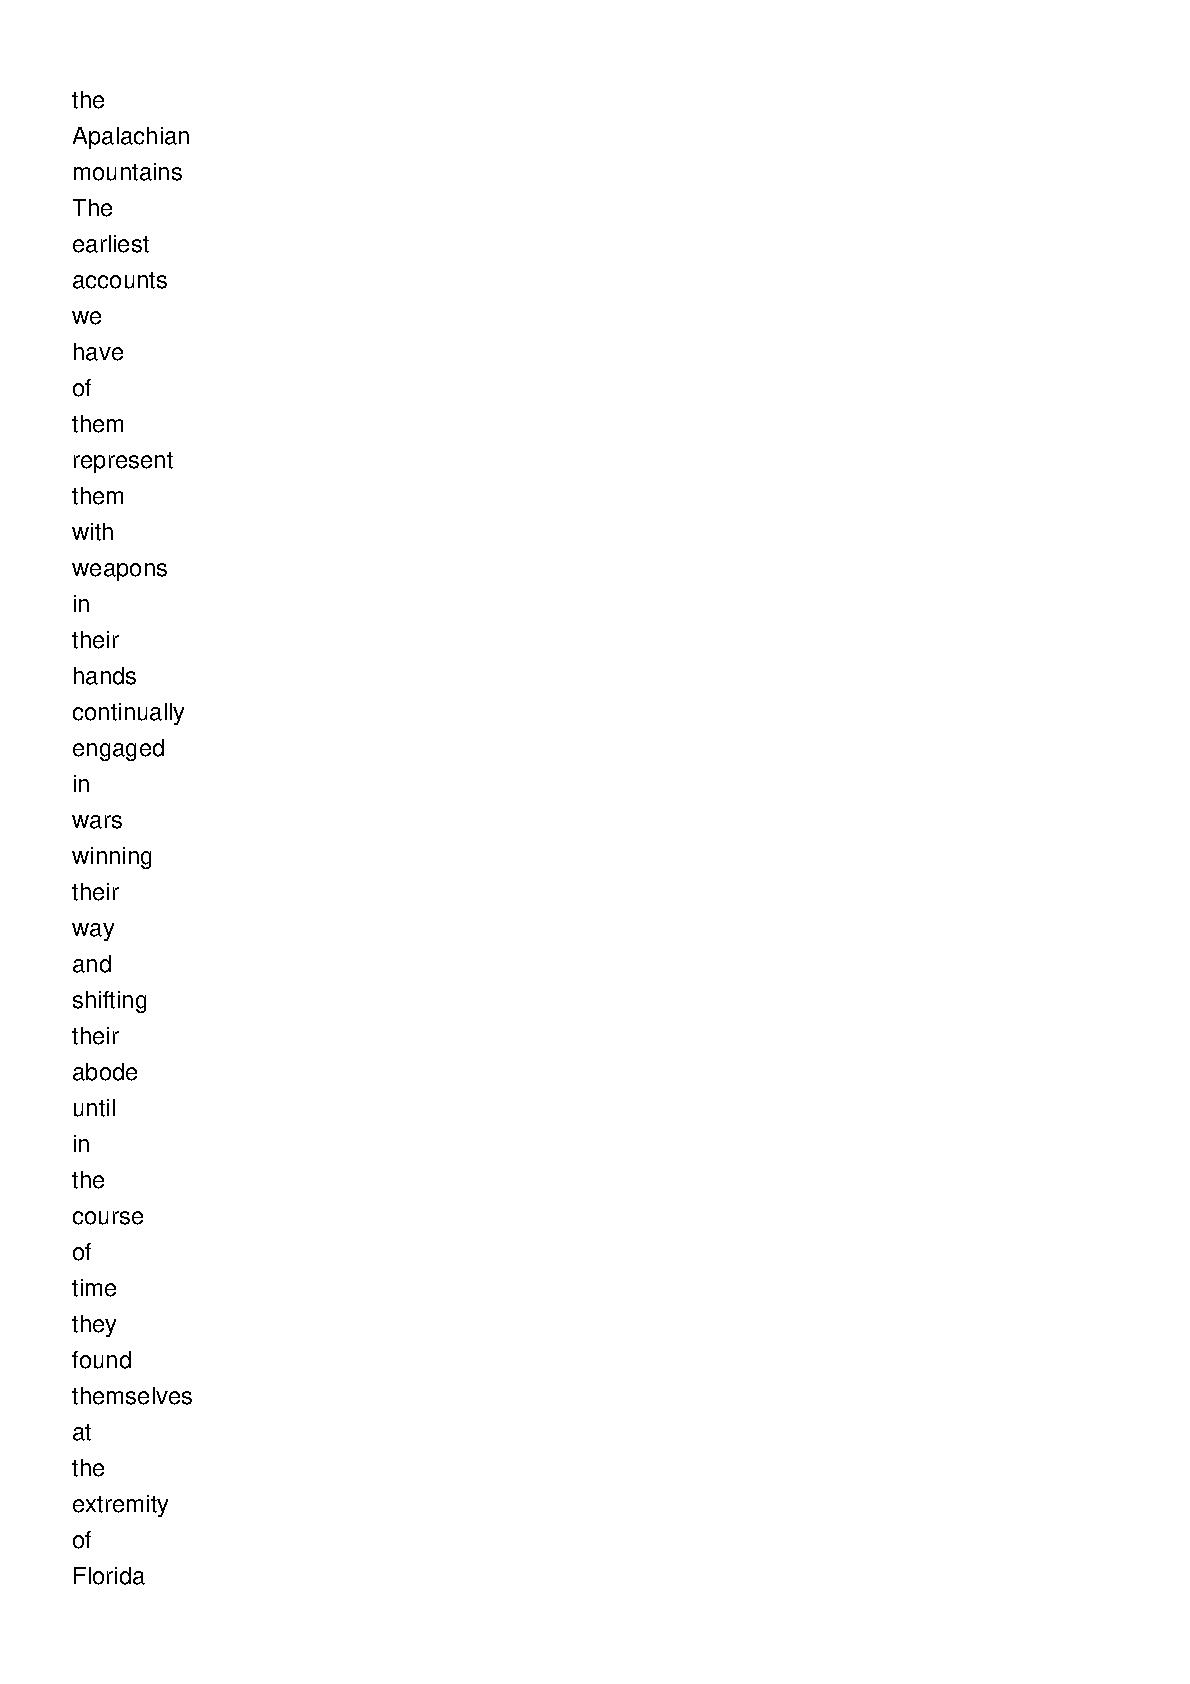 the
Apalachian
mountains
The
earliest
accounts
we
have
of
them
represent
them
with
weapons
in
their
hands
continually
engaged
in
wars
winning
their
way
and
shifting
their
abode
until
in
the
course
of
time
they
found
themselves
at
the
extremity
of
Florida